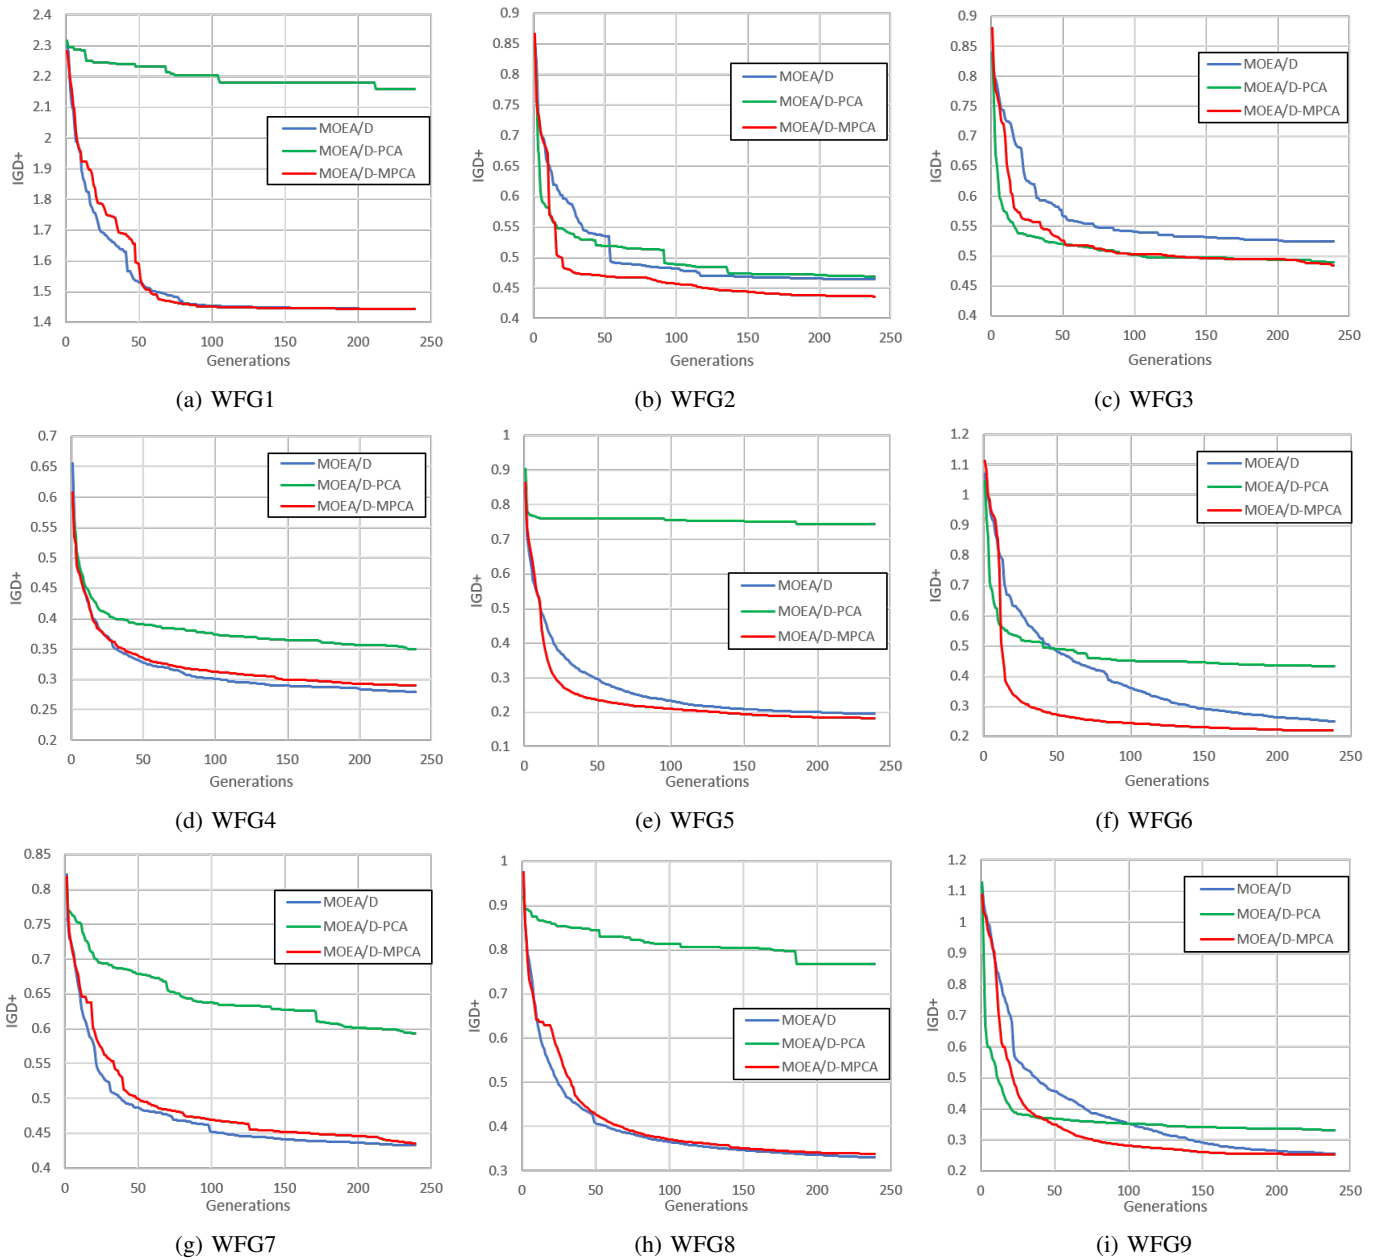 2.4
2.3
2.2
2.1
2
1.9
1.8
1.7
1.6
1.5
1.4
IGD+
MOEA/D
MOEA/D-PCA
MOEA/D-MPCA
0 50 100 150 200 250
Generations
(a) WFG1
0.9
0.85
0.8
0.75
0.7
0.65
0.6
0.55
0.5
0.45
0.4
IGD+
MOEA/D
MOEA/D-PCA
MOEA/D-MPCA
0 50 100 150 200 250
Generations
(b) WFG2
0.9
0.85
0.8
0.75
0.7
0.65
0.6
0.55
0.5
0.45
0.4
IGD+
MOEA/D
MOEA/D-PCA
MOEA/D-MPCA
0 50 100 150 200 250
Generations
(c) WFG3
0.7
0.65
0.6
0.55
0.5
0.45
0.4
0.35
0.3
0.25
0.2
IGD+
MOEA/D
MOEA/D-PCA
MOEA/D-MPCA
0 50 100 150 200 250
Generations
(d) WFG4
1
0.9
0.8
0.7
0.6
0.5
0.4
0.3
0.2
0.1
IGD+
MOEA/D
MOEA/D-PCA
MOEA/D-MPCA
0 50 100 150 200 250
Generations
(e) WFG5
1.2
1.1
1
0.9
0.8
0.7
0.6
0.5
0.4
0.3
0.2
IGD+
MOEA/D
MOEA/D-PCA
MOEA/D-MPCA
0 50 100 150 200 250
Generations
(f) WFG6
0.85
0.8
0.75
0.7
0.65
0.6
0.55
0.5
0.45
0.4
IGD+
MOEA/D
MOEA/D-PCA
MOEA/D-MPCA
0 50 100 150 200 250
Generations
(g) WFG7
1
0.9
0.8
0.7
0.6
0.5
0.4
0.3
IGD+
MOEA/D
MOEA/D-PCA
MOEA/D-MPCA
0 50 100 150 200 250
Generations
(h) WFG8
1.2
1.1
1
0.9
0.8
0.7
0.6
0.5
0.4
0.3
0.2
IGD+
MOEA/D
MOEA/D-PCA
MOEA/D-MPCA
0 50 100 150 200 250
Generations
(i) WFG9